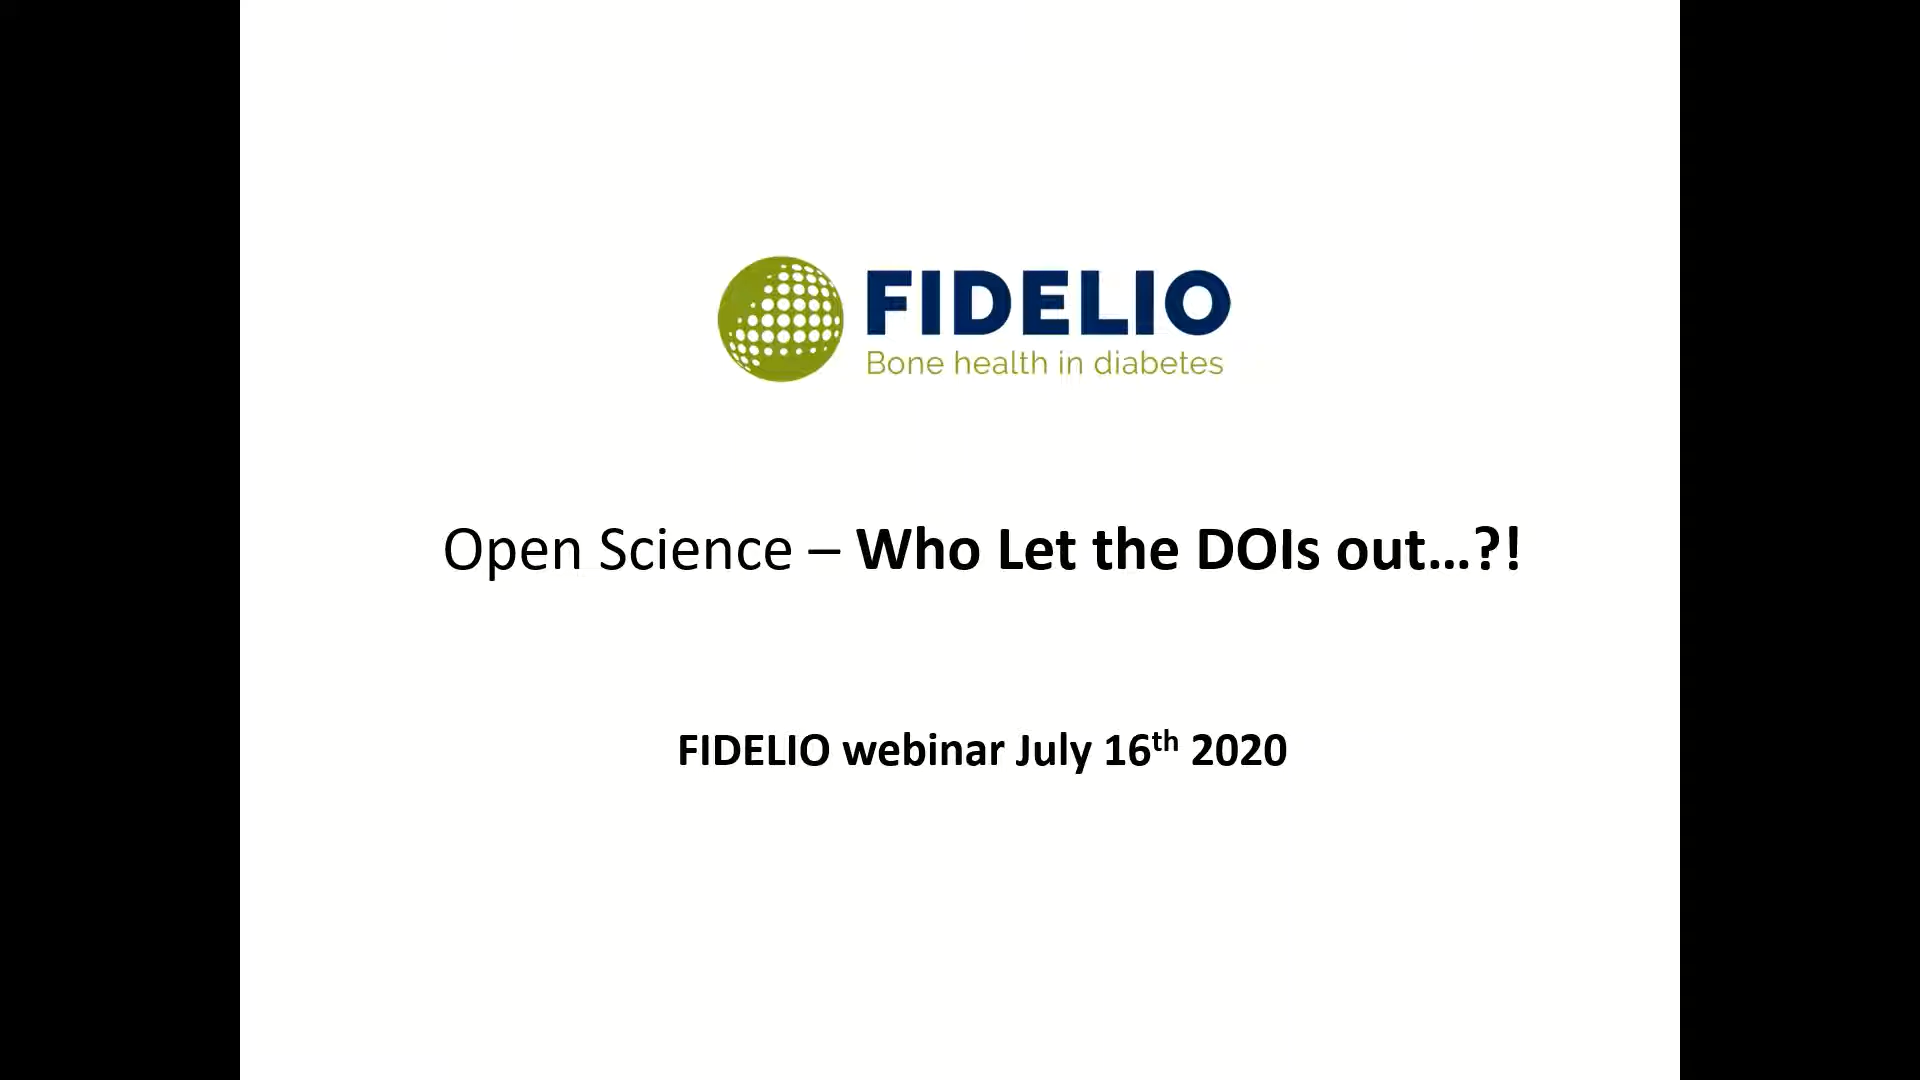 FIDELIO
Bone health in diabetes
Open Science – Who Let the DOIs out...?!
FIDELIO webinar July 16th 2020